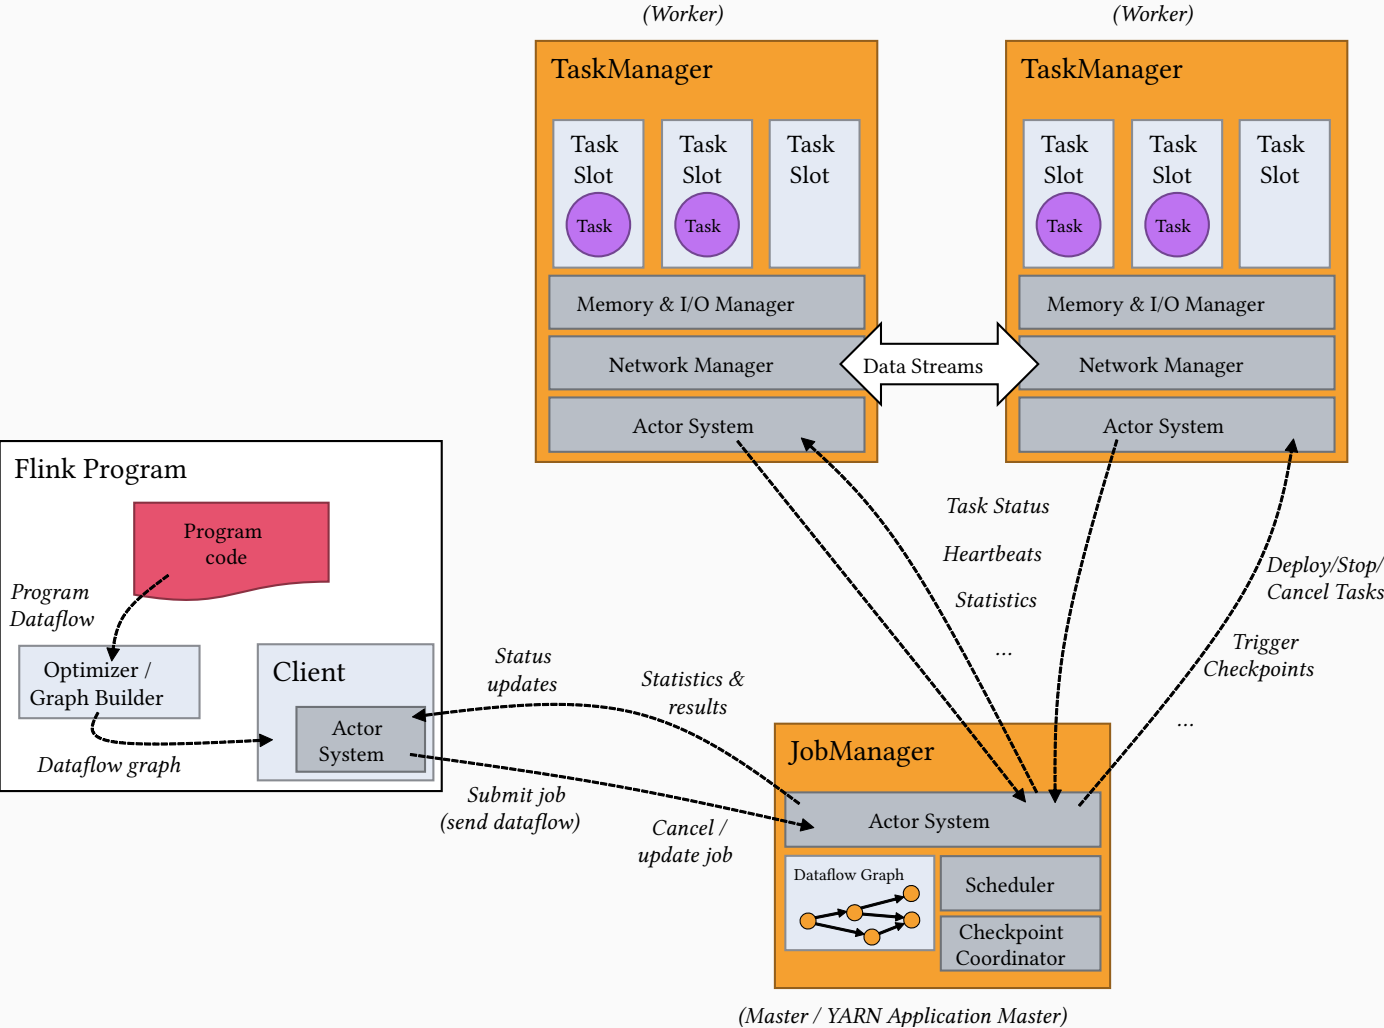 (Worker)
(Worker)
TaskManager
TaskManager
Task
Slot
Task
Task
Slot
Task
Task
Slot
Task
Slot
Task
Task
Slot
Task
Task
Slot
Memory & I/O Manager
Memory & I/O Manager
Network Manager
Data Streams
Network Manager
Actor System
Actor System
Flink Program
Program
code
Program
Dataflow
Optimizer /
Graph Builder
Dataflow graph
Client
Actor
System
Status
updates
Statistics &
results
Submit job
(send dataflow)
Cancel /
update job
Task Status
Heartbeats
Statistics
...
Deploy/Stop/
Cancel Tasks
Trigger
Checkpoints
...
JobManager
Actor System
Dataflow Graph
Scheduler
Checkpoint
Coordinator
(Master / YARN Application Master)